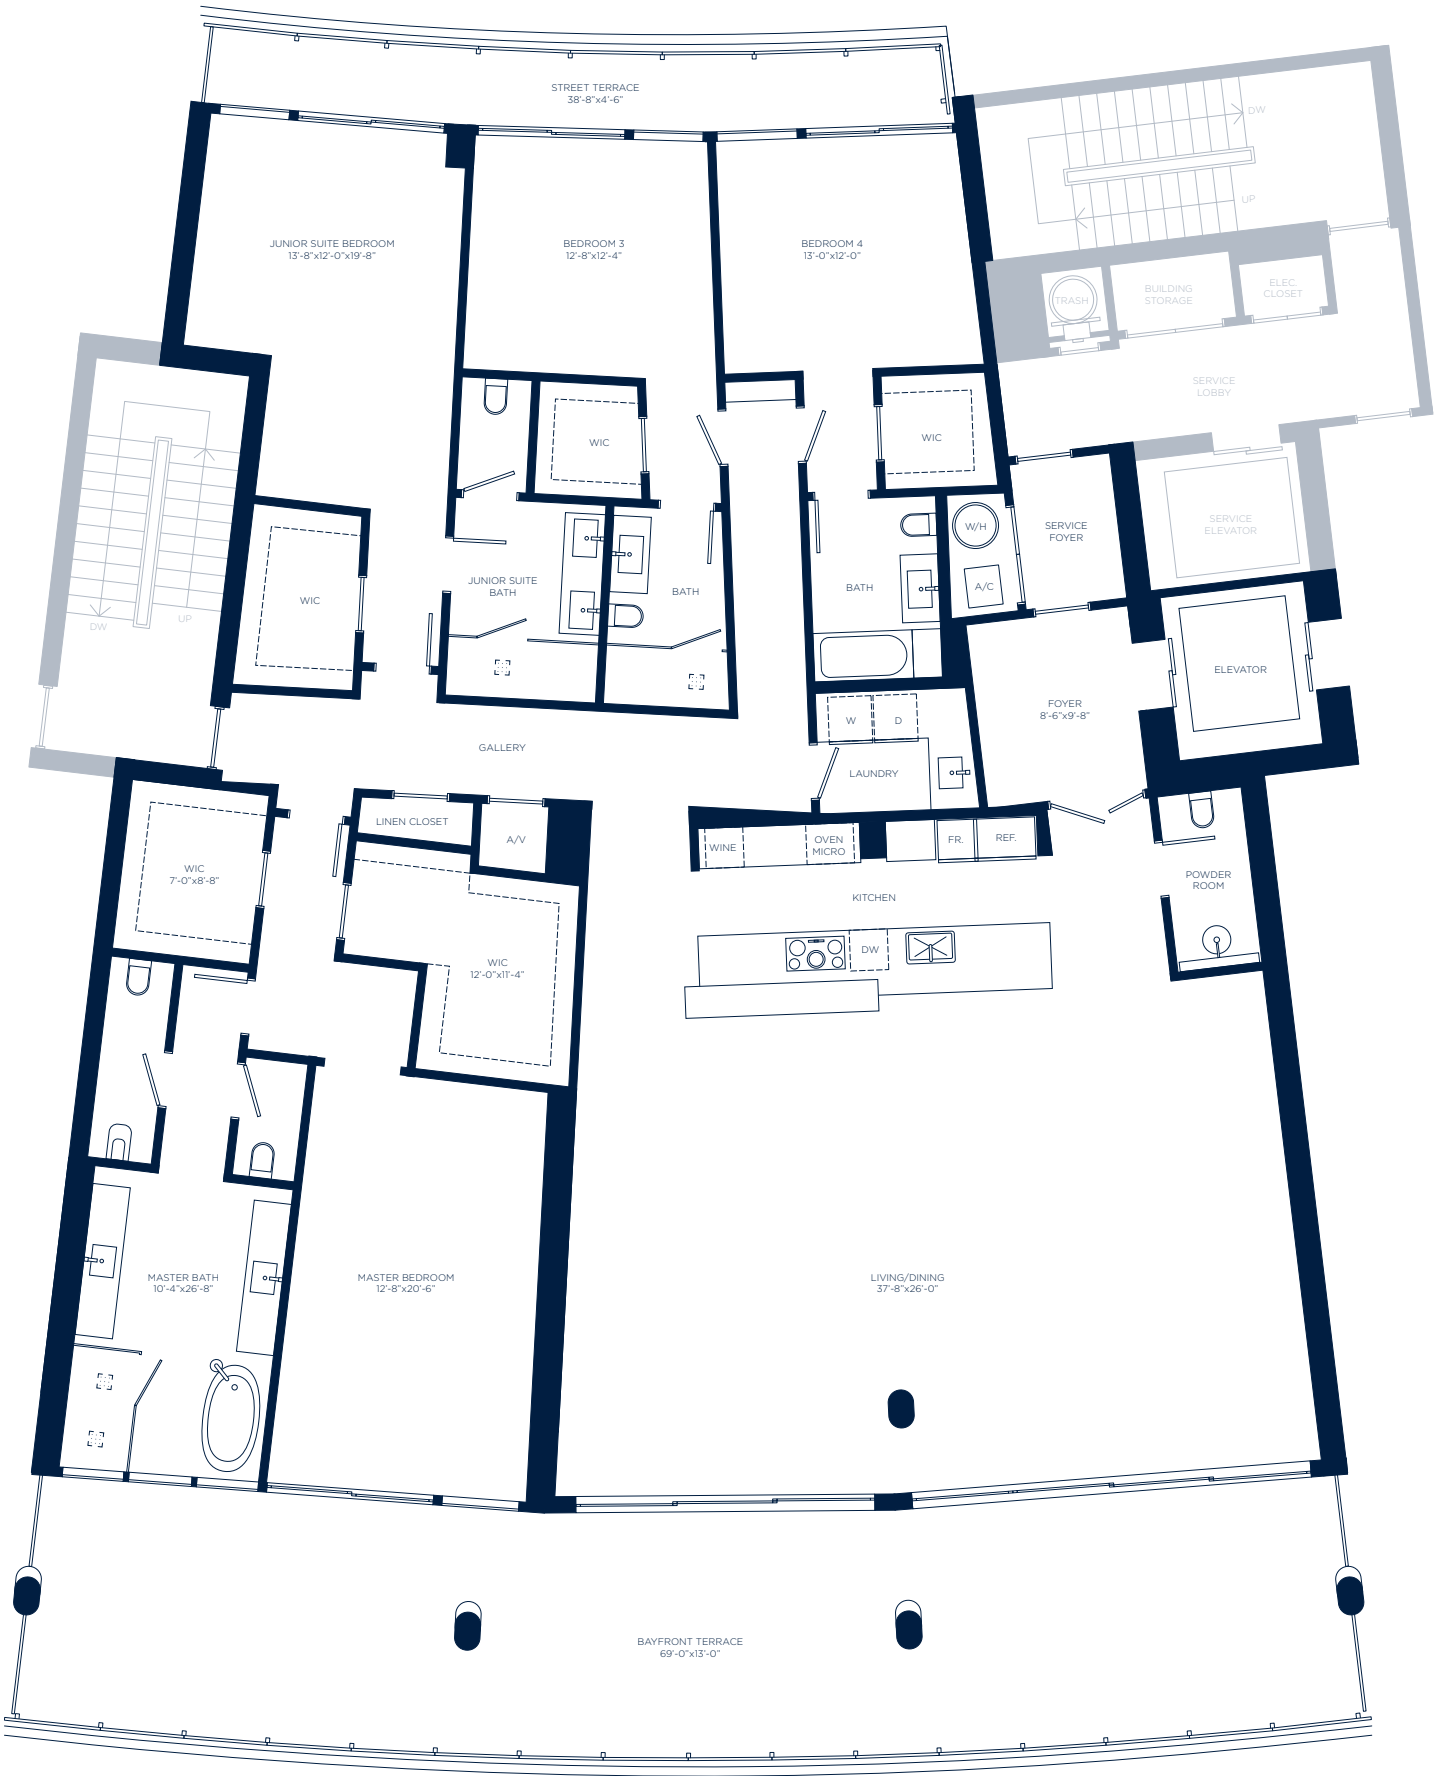 STREET TERRACE
38'-8"x4'-6"
DW
UP
JUNIOR SUITE BEDROOM
13'-8"x12'-0"x19'-8"
BEDROOM 3
12'-8"x12'-4"
BEDROOM 4
13'-0"x12'-0"
TRASH
BUILDING
STORAGE
ELEC.
CLOSET
SERVICE
LOBBY
WIC
WIC
W/H
SERVICE
FOYER
SERVICE
ELEVATOR
JUNIOR SUITE
BATH
BATH
BATH
A/C
WIC
DW
UP
ELEVATOR
FOYER
8'-6"x9'-8"
W
D
GALLERY
LAUNDRY
LINEN CLOSET
A/V
WINE
OVEN
MICRO
FR.
REF.
WIC
7'-0"x8'-8"
POWDER
ROOM
KITCHEN
DW
WIC
12'-0"x11'-4"
MASTER BATH
10'-4"x26'-8"
MASTER BEDROOM
12'-8"x20'-6"
LIVING/DINING
37'-8"x26'-0"
BAYFRONT TERRACE
69'-0"x13'-0"